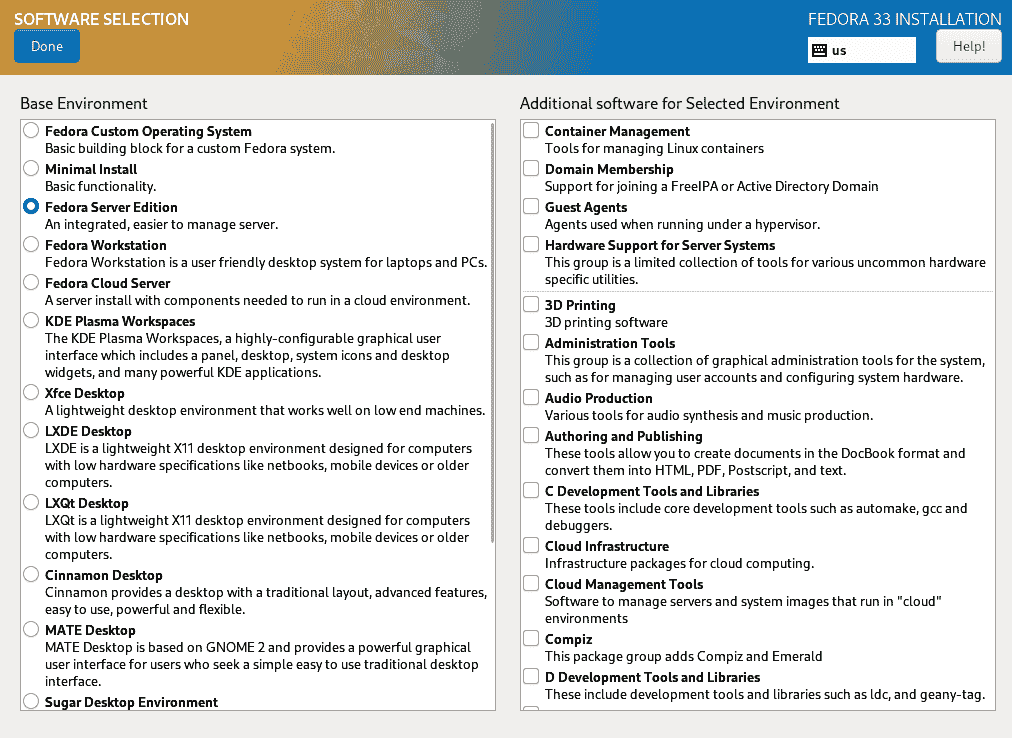 SOFTWARE SELECTION
FEDORA 33 INSTALLATION
Done
us
Help!
Base Environment
Fedora Custom Operating System
Basic building block for a custom Fedora system.
Minimal Install
Basic functionality.
Fedora Server Edition
An integrated, easier to manage server.
Fedora Workstation
Fedora Workstation is a user friendly desktop system for laptops and PCs.
Fedora Cloud Server
A server install with components needed to run in a cloud environment.
KDE Plasma Workspaces
The KDE Plasma Workspaces, a highly-configurable graphical user
interface which includes a panel, desktop, system icons and desktop
widgets, and many powerful KDE applications.
Xfce Desktop
A lightweight desktop environment that works well on low end machines.
LXDE Desktop
LXDE is a lightweight X11 desktop environment designed for computers
with low hardware specifications like netbooks, mobile devices or older
computers.
LXQt Desktop
LXQt is a lightweight X11 desktop environment designed for computers
with low hardware specifications like netbooks, mobile devices or older
computers.
Cinnamon Desktop
Cinnamon provides a desktop with a traditional layout, advanced features,
easy to use, powerful and flexible.
MATE Desktop
MATE Desktop is based on GNOME 2 and provides a powerful graphical
user interface for users who seek a simple easy to use traditional desktop
interface.
Sugar Desktop Environment
Additional software for Selected Environment
Container Management
Tools for managing Linux containers
Domain Membership
Support for joining a FreeIPA or Active Directory Domain
Guest Agents
Agents used when running under a hypervisor.
Hardware Support for Server Systems
This group is a limited collection of tools for various uncommon hardware
specific utilities.
3D Printing
3D printing software
Administration Tools
This group is a collection of graphical administration tools for the system,
such as for managing user accounts and configuring system hardware.
Audio Production
Various tools for audio synthesis and music production.
Authoring and Publishing
These tools allow you to create documents in the DocBook format and
convert them into HTML, PDF, Postscript, and text.
C Development Tools and Libraries
These tools include core development tools such as automake, gcc and
debuggers.
Cloud Infrastructure
Infrastructure packages for cloud computing.
Cloud Management Tools
Software to manage servers and system images that run in "cloud"
environments
Compiz
This package group adds Compiz and Emerald
D Development Tools and Libraries
These include development tools and libraries such as ldc, and geany-tag.